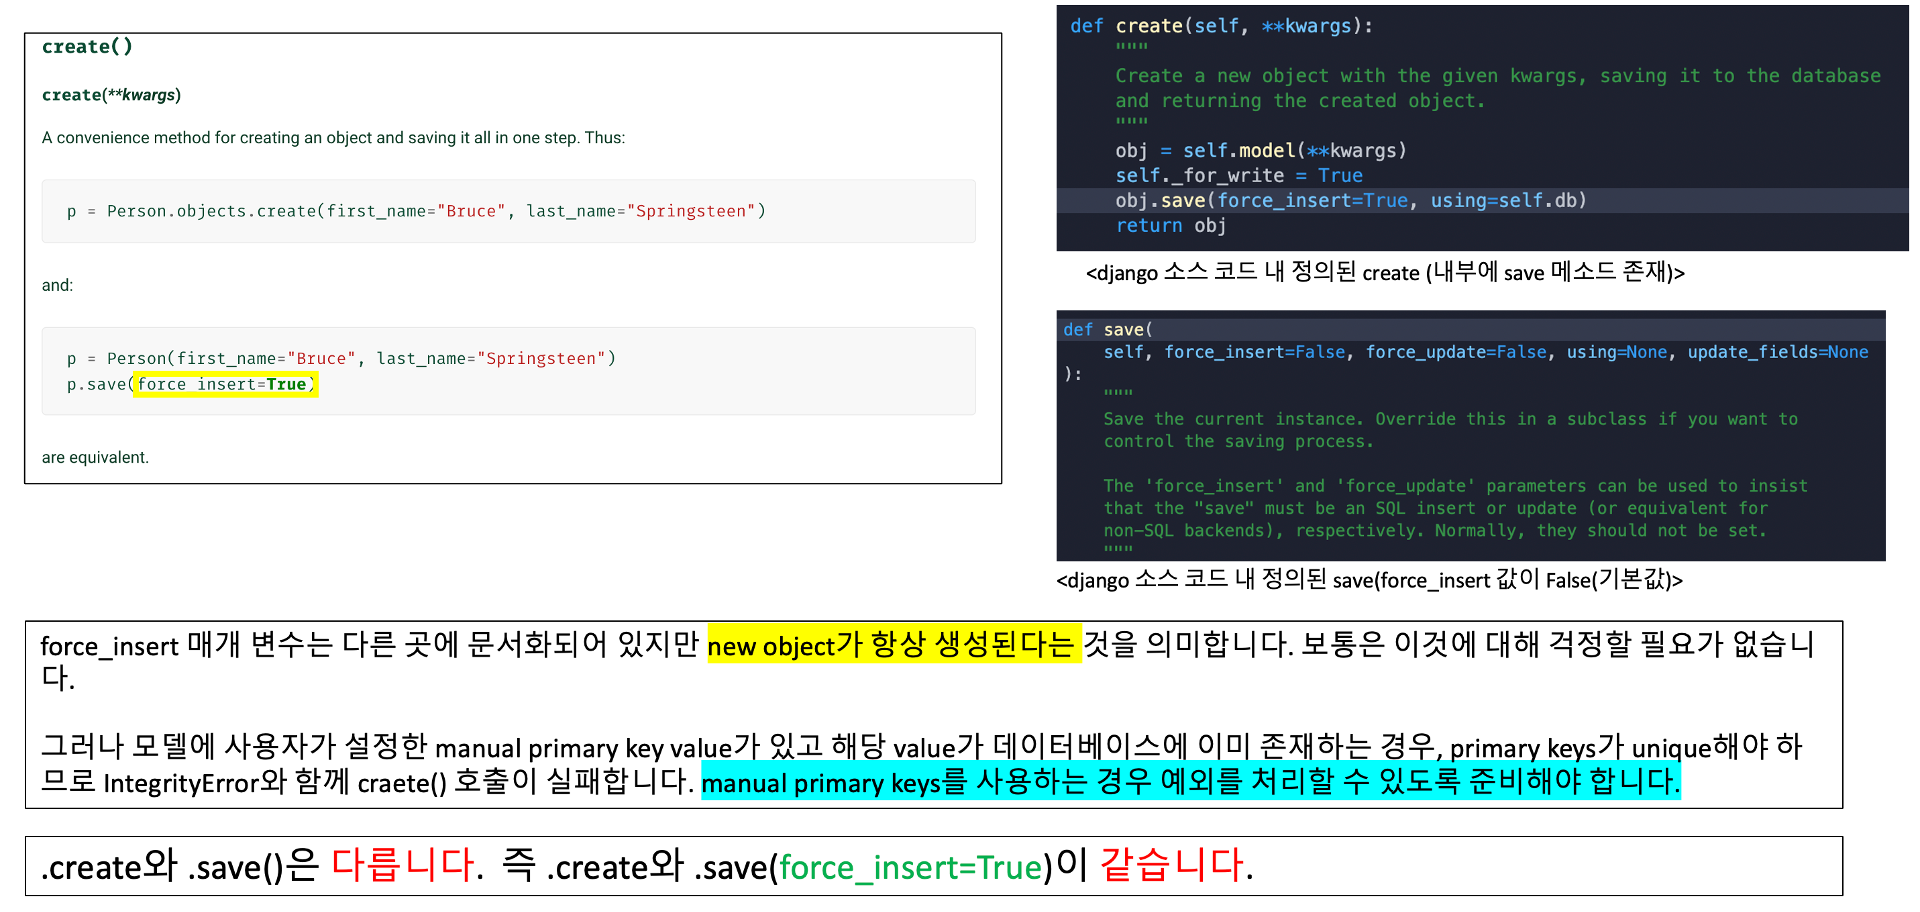 create()
create(**kwargs)
A convenience method for creating an object and saving it all in one step. Thus:
p = Person.objects.create(first_name="Bruce", last_name="Springsteen")
and:
p = Person(first_name="Bruce", last_name="Springsteen")
p.save(force_insert=True)
are equivalent.
def create(self, **kwargs):
"""
Create a new object with the given kwargs, saving it to the database
and returning the created object.
"""
obj = self.model(**kwargs)
self._for_write = True
obj.save(force_insert=True, using=self.db)
return obj
<django 소스 코드 내 정의된 create (내부에 save 메소드 존재)>
def save(
self, force_insert=False, force_update=False, using=None, update_fields=None
):
"""
Save the current instance. Override this in a subclass if you want to
control the saving process.
The 'force_insert' and 'force_update' parameters can be used to insist
that the "save" must be an SQL insert or update (or equivalent for
non-SQL backends), respectively. Normally, they should not be set.
"""
<django 소스 코드 내 정의된 save(force_insert 값이 False(기본값)>
force_insert 매개 변수는 다른 곳에 문서화되어 있지만 new object가 항상 생성된다는 것을 의미합니다. 보통은 이것에 대해 걱정할 필요가 없습니
다.
그러나 모델에 사용자가 설정한 manual primary key value가 있고 해당 value가 데이터베이스에 이미 존재하는 경우, primary keys가 unique해야 하
므로 IntegrityError와 함께 craete() 호출이 실패합니다. manual primary keys를 사용하는 경우 예외를 처리할 수 있도록 준비해야 합니다.
.create와 .save()은 다릅니다. 즉 .create와 .save(force_insert=True)이 같습니다.